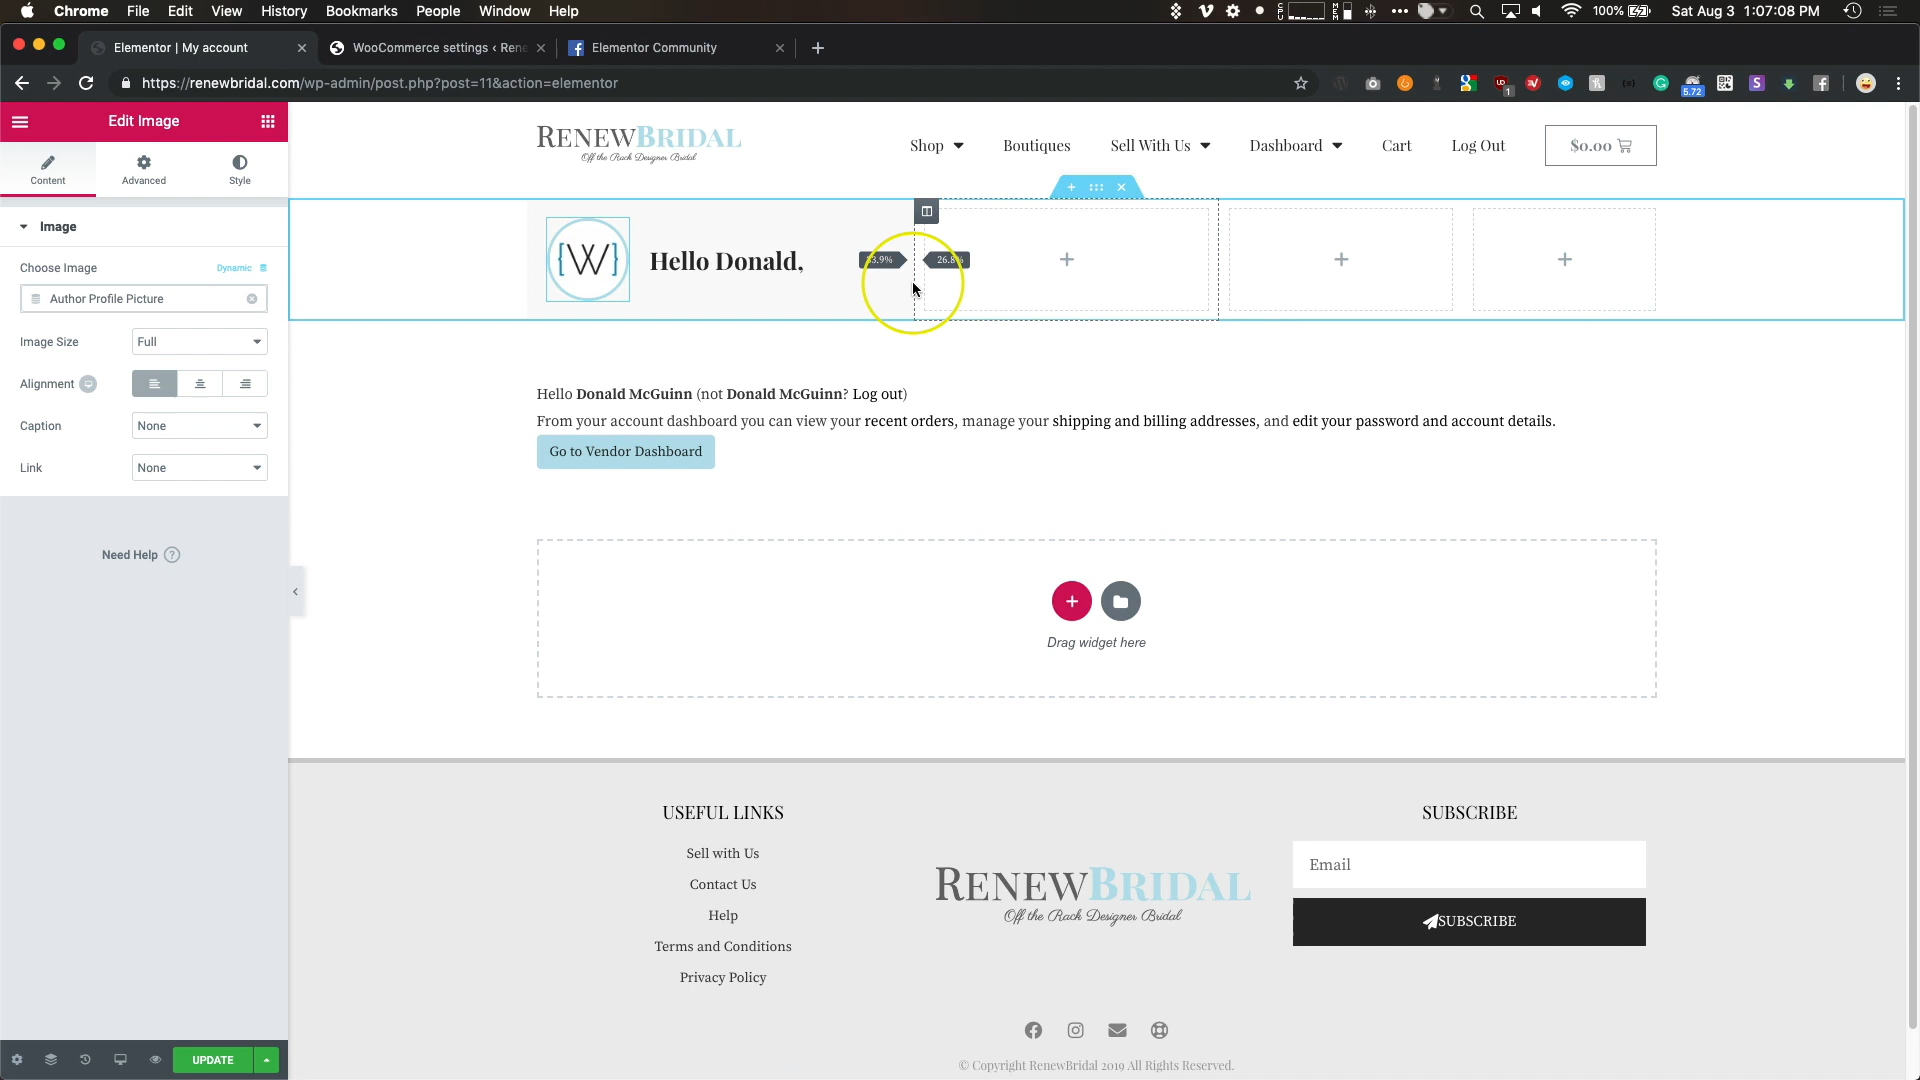 Chrome File Edit View History Bookmarks People Window Help
100% Sat Aug 3 1:07:08 PM
Elementor | My account
WooCommerce settings ‹ Rene
Elementor Community
https://renewbridal.com/wp-admin/post.php?post=11&action=elementor
1
5.72
Edit Image
Content Advanced Style
Image
Choose Image Dynamic
Author Profile Picture
Image Size Full
Alignment
Caption None
Link None
Need Help ?
UPDATE
RENEWBRIDAL
Off the Rack Designer Bridal
Shop Boutiques Sell With Us Dashboard Cart Log Out $0.00
{W} Hello Donald,
33.9% 26.8%
Hello Donald McGuinn (not Donald McGuinn? Log out)
From your account dashboard you can view your recent orders, manage your shipping and billing addresses, and edit your password and account details.
Go to Vendor Dashboard
Drag widget here
USEFUL LINKS
Sell with Us
Contact Us
Help
Terms and Conditions
Privacy Policy
RENEWBRIDAL
Off the Rack Designer Bridal
SUBSCRIBE
Email
SUBSCRIBE
© Copyright RenewBridal 2019 All Rights Reserved.